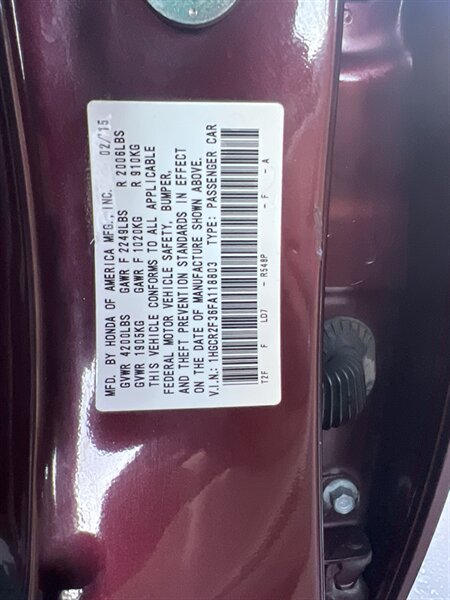 MFD. BY HONDA OF AMERICA MFG., INC. 02/'15
GVWR 4200LBS GAWR F 2249LBS R 2006LBS
GVWR 1905KG GAWR F 1020KG R 910KG
THIS VEHICLE CONFORMS TO ALL APPLICABLE
FEDERAL MOTOR VEHICLE SAFETY, BUMPER,
AND THEFT PREVENTION STANDARDS IN EFFECT
ON THE DATE OF MANUFACTURE SHOWN ABOVE.
V.I.N.: 1HGCR2F36FA118803 TYPE: PASSENGER CAR
T2F F LD7 - R548P - F - A